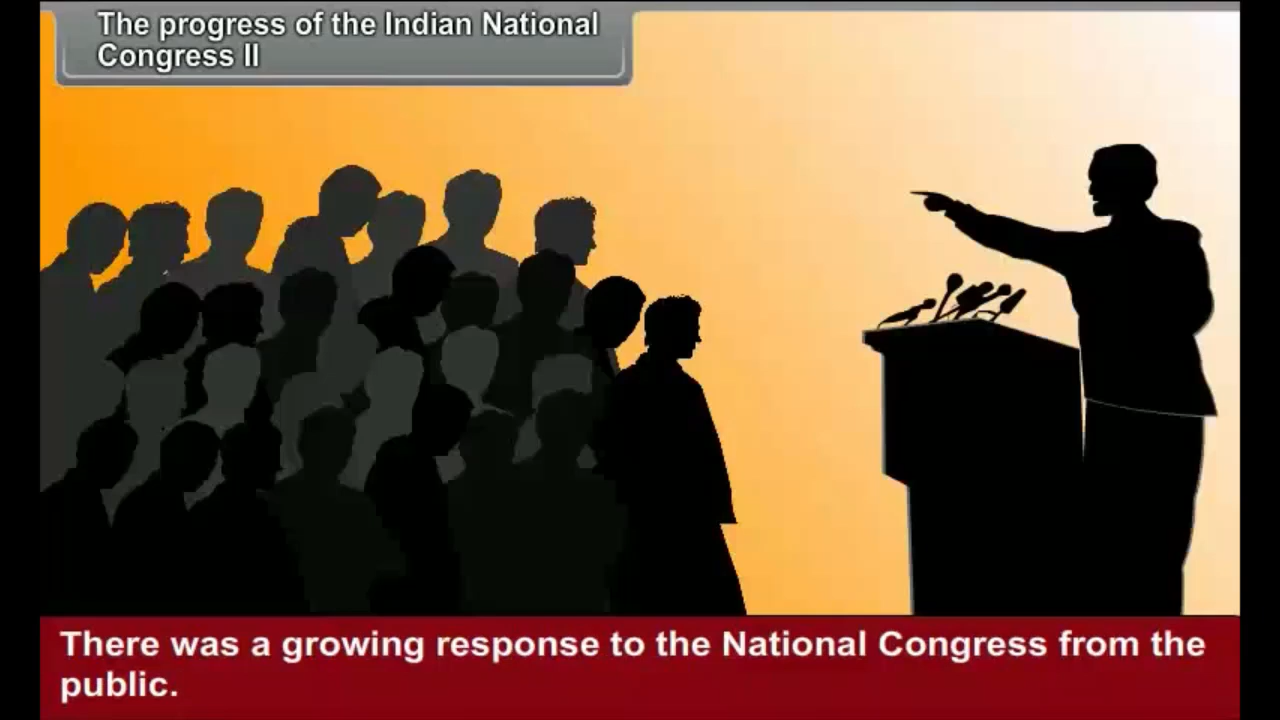 The progress of the Indian National
Congress II
There was a growing response to the National Congress from the
public.